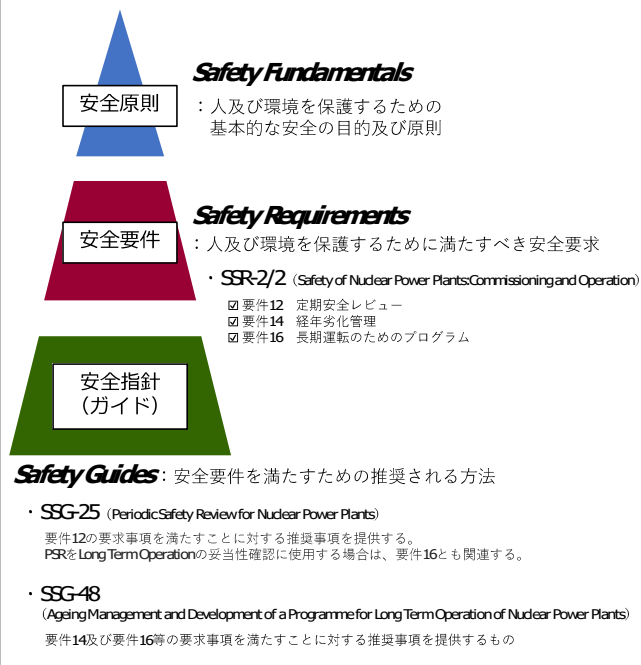 安全原則
Safety Fundamentals
：人及び環境を保護するための
基本的な安全の目的及び原則
安全要件
Safety Requirements
：人及び環境を保護するために満たすべき安全要求
・SSR-2/2（Safety of Nuclear Power Plants:Commissioning and Operation）
☑要件12　定期安全レビュー
☑要件14　経年劣化管理
☑要件16　長期運転のためのプログラム
安全指針
（ガイド）
Safety Guides：安全要件を満たすための推奨される方法
・SSG-25（Periodic Safety Review for Nuclear Power Plants）
要件12の要求事項を満たすことに対する推奨事項を提供する。
PSRをLong Term Operationの妥当性確認に使用する場合は、要件16とも関連する。
・SSG-48
（Ageing Management and Development of a Programme for Long Term Operation of Nuclear Power Plants）
要件14及び要件16等の要求事項を満たすことに対する推奨事項を提供するもの